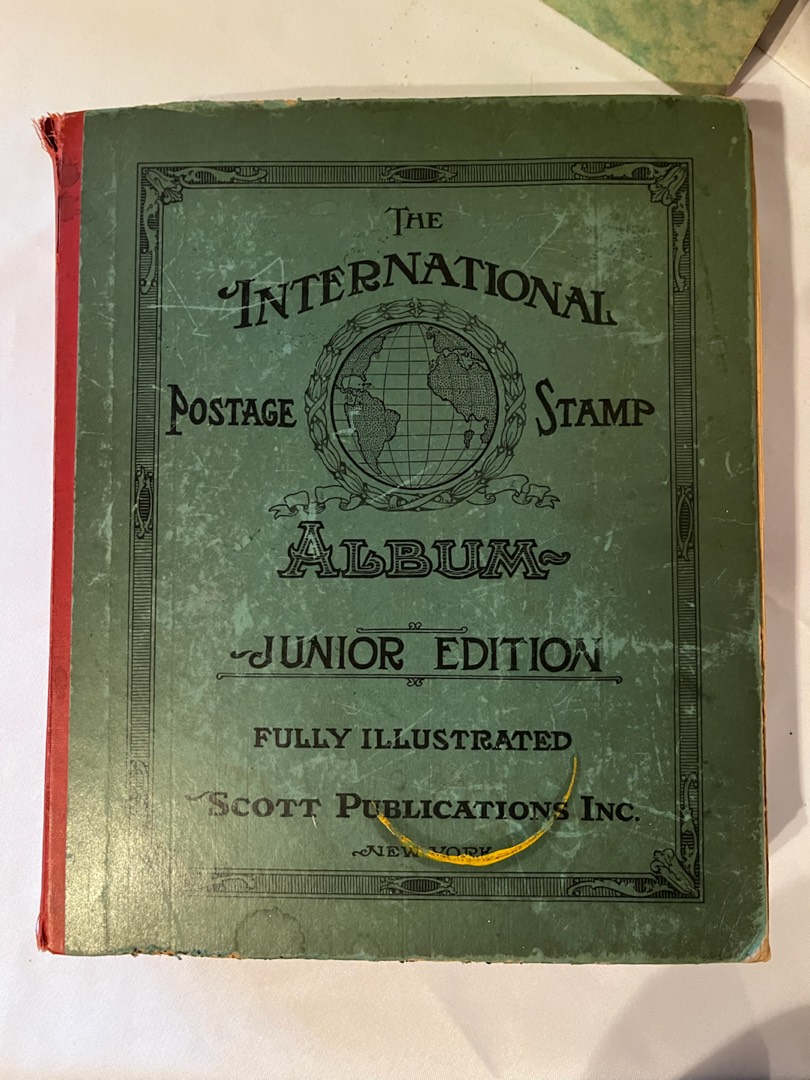 THE
INTERNATIONAL
POSTAGE STAMP
ALBUM
JUNIOR EDITION
FULLY ILLUSTRATED
SCOTT PUBLICATIONS INC.
NEW YORK